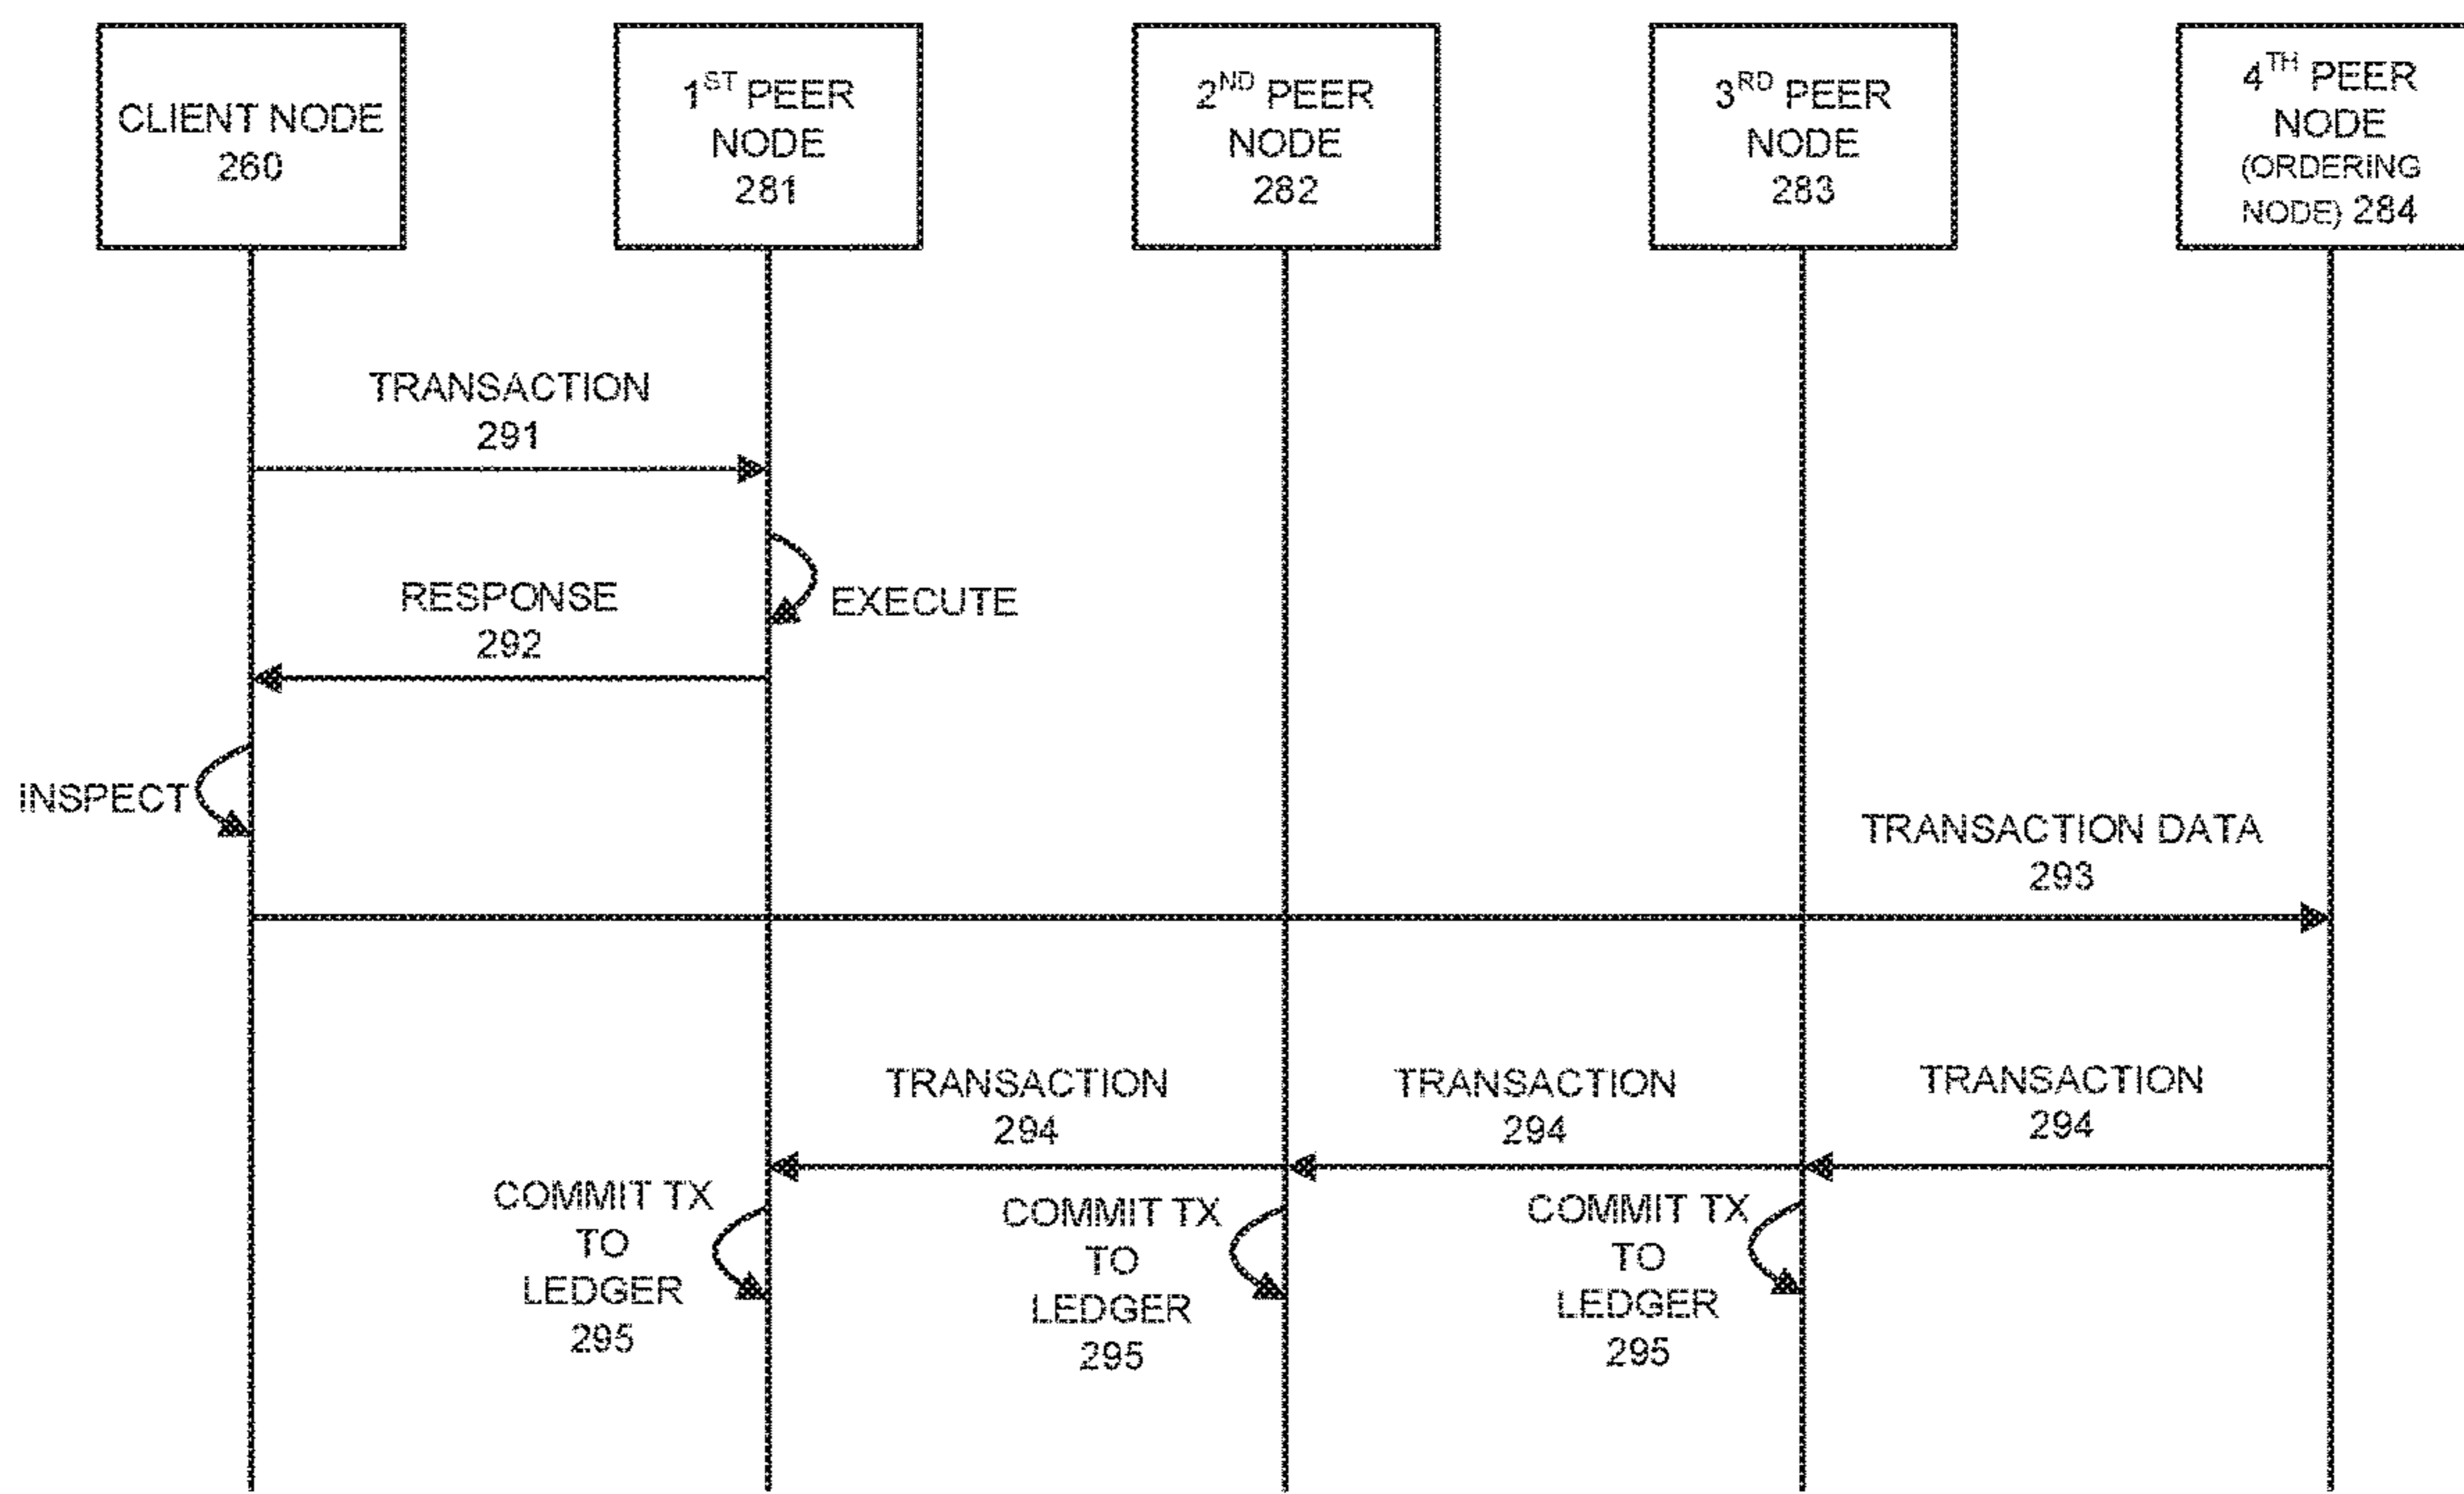 CLIENT NODE
260
1ST PEER
NODE
281
2ND PEER
NODE
282
3RD PEER
NODE
283
4TH PEER
NODE
(ORDERING
NODE) 284
TRANSACTION
291
EXECUTE
RESPONSE
292
INSPECT
TRANSACTION DATA
293
TRANSACTION
294
TRANSACTION
294
TRANSACTION
294
COMMIT TX
TO
LEDGER
295
COMMIT TX
TO
LEDGER
295
COMMIT TX
TO
LEDGER
295